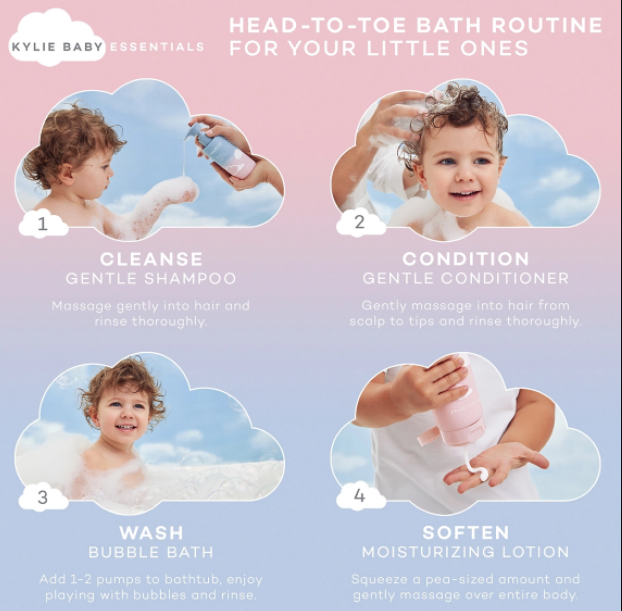 KYLIE BABY ESSENTIALS
HEAD-TO-TOE BATH ROUTINE
FOR YOUR LITTLE ONES
1
CLEANSE
GENTLE SHAMPOO
Massage gently into hair and
rinse thoroughly.
2
CONDITION
GENTLE CONDITIONER
Gently massage into hair from
scalp to tips and rinse thoroughly.
3
WASH
BUBBLE BATH
Add 1-2 pumps to bathtub, enjoy
playing with bubbles and rinse.
4
SOFTEN
MOISTURIZING LOTION
Squeeze a pea-sized amount and
gently massage over entire body.